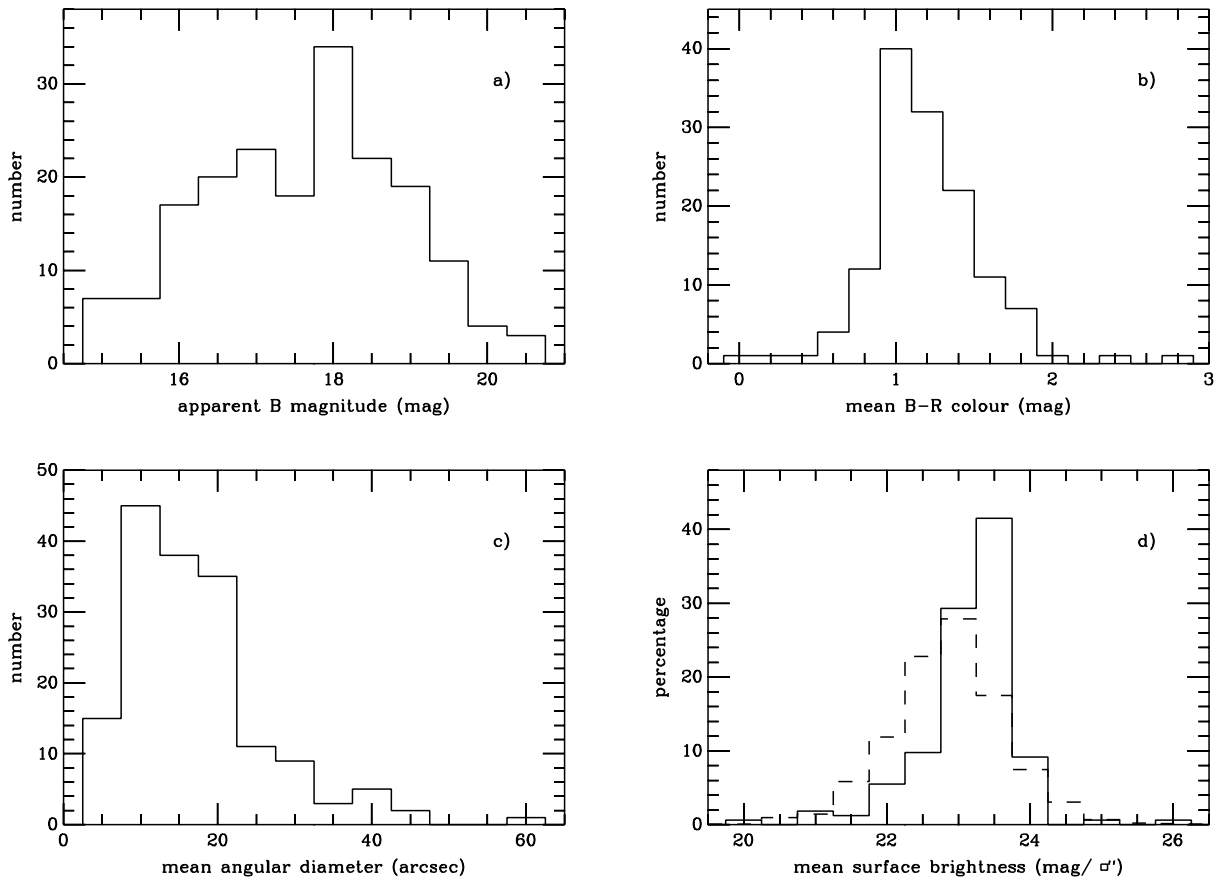 a)
number
30
20
10
0
16 18 20
apparent B magnitude (mag)
b)
number
40
30
20
10
0
0 1 2 3
mean B-R colour (mag)
c)
number
50
40
30
20
10
0
0 20 40 60
mean angular diameter (arcsec)
d)
percentage
40
30
20
10
0
20 22 24 26
mean surface brightness (mag/ □")